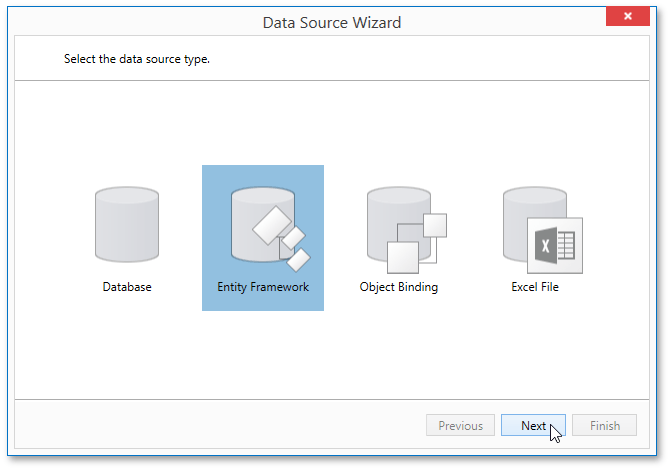 Data Source Wizard
Select the data source type.
Database
Entity Framework
Object Binding
X
Excel File
Previous
Next
Finish